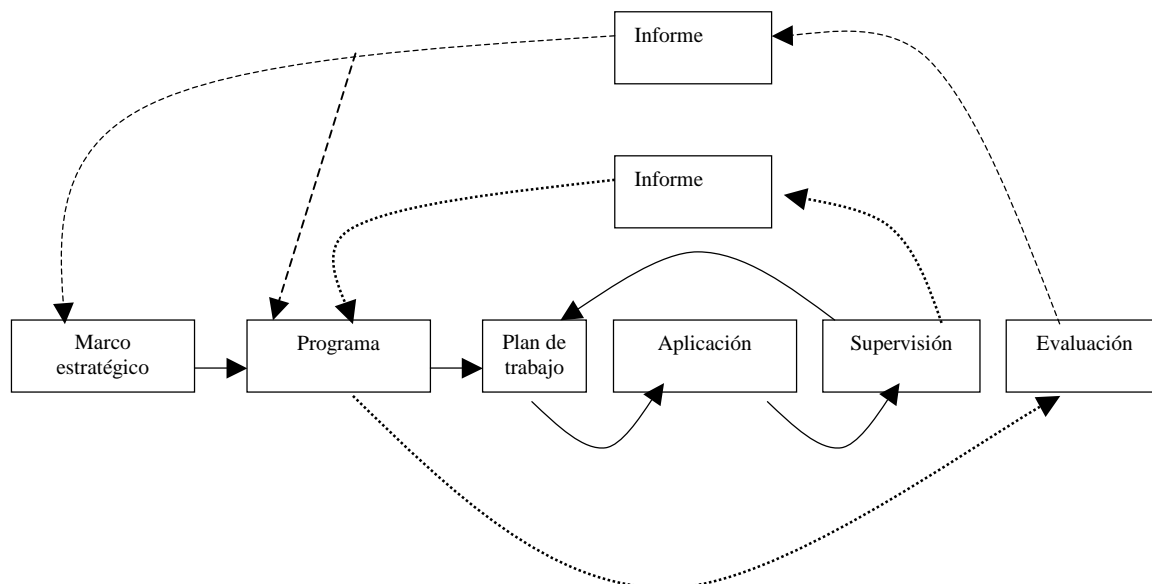 Informe
Informe
Marco
estratégico
Programa
Plan de
trabajo
Aplicación
Supervisión
Evaluación